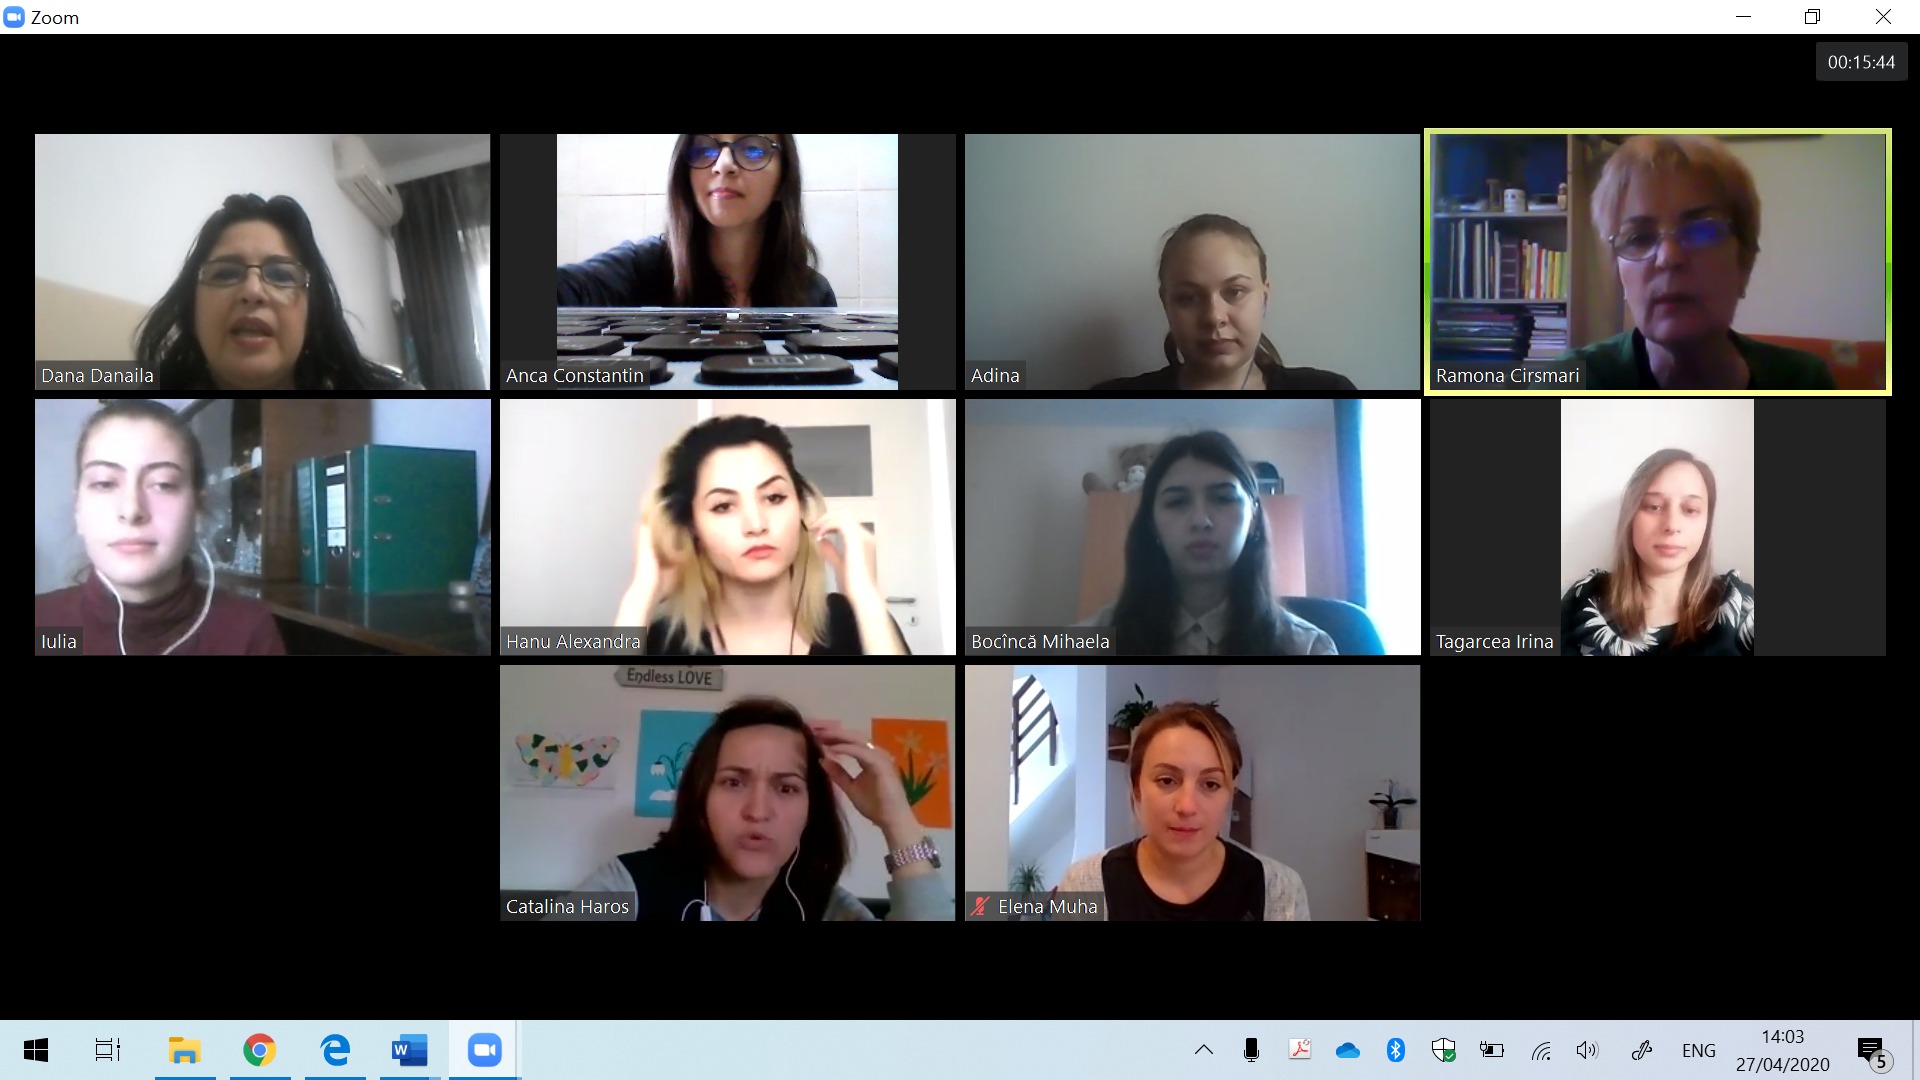 Zoom
00:15:44
Dana Danaila
Anca Constantin
Adina
Ramona Cirsmari
Iulia
Hanu Alexandra
Bocîncă Mihaela
Tagarcea Irina
Endless LOVE
Catalina Haros
Elena Muha
W
ENG
14:03
27/04/2020
5